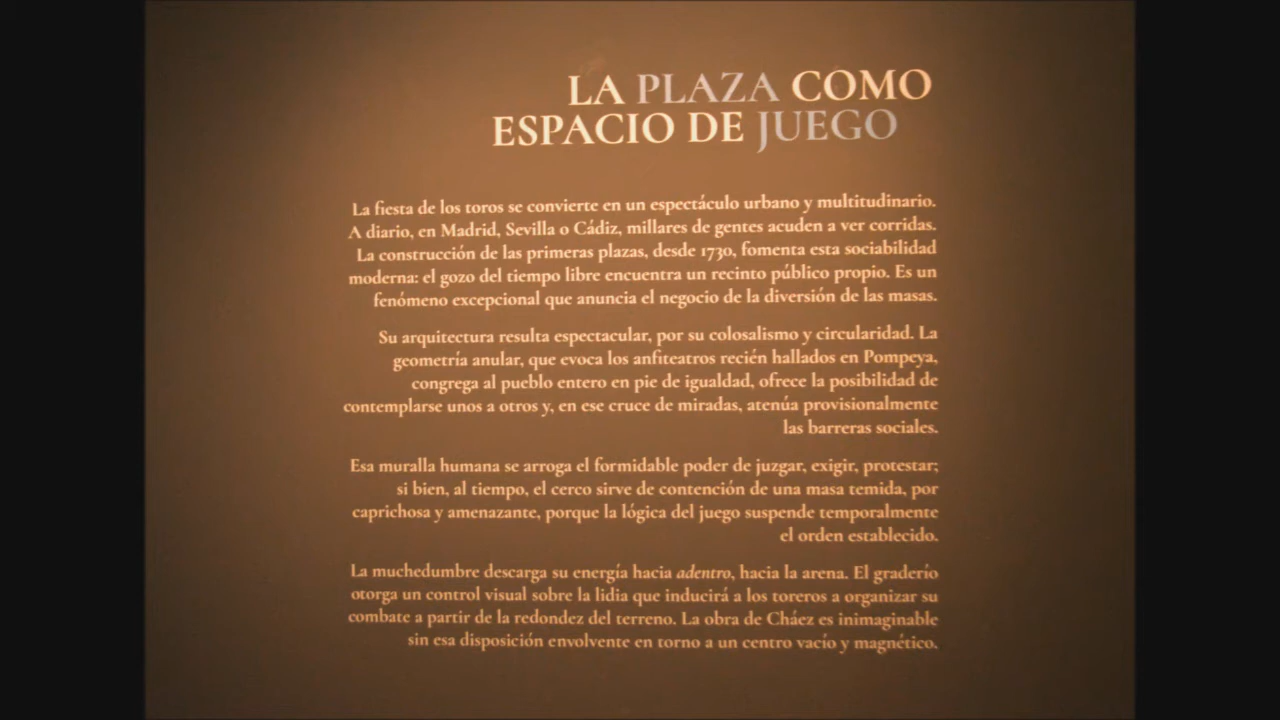 LA PLAZA COMO
ESPACIO DE JUEGO
La fiesta de los toros se convierte en un espectáculo urbano y multitudinario.
A diario, en Madrid, Sevilla o Cádiz, millares de gentes acuden a ver corridas.
La construcción de las primeras plazas, desde 1730, fomenta esta sociabilidad
moderna: el gozo del tiempo libre encuentra un recinto público propio. Es un
fenómeno excepcional que anuncia el negocio de la diversión de las masas.
Su arquitectura resulta espectacular, por su colosalismo y circularidad. La
geometría anular, que evoca los anfiteatros recién hallados en Pompeya,
congrega al pueblo entero en pie de igualdad, ofrece la posibilidad de
contemplarse unos a otros y, en ese cruce de miradas, atenúa provisionalmente
las barreras sociales.
Esa muralla humana se arroga el formidable poder de juzgar, exigir, protestar;
si bien, al tiempo, el cerco sirve de contención de una masa temida, por
caprichosa y amenazante, porque la lógica del juego suspende temporalmente
el orden establecido.
La muchedumbre descarga su energía hacia adentro, hacia la arena. El graderío
otorga un control visual sobre la lidia que inducirá a los toreros a organizar su
combate a partir de la redondez del terreno. La obra de Cháez es inimaginable
sin esa disposición envolvente en torno a un centro vacío y magnético.